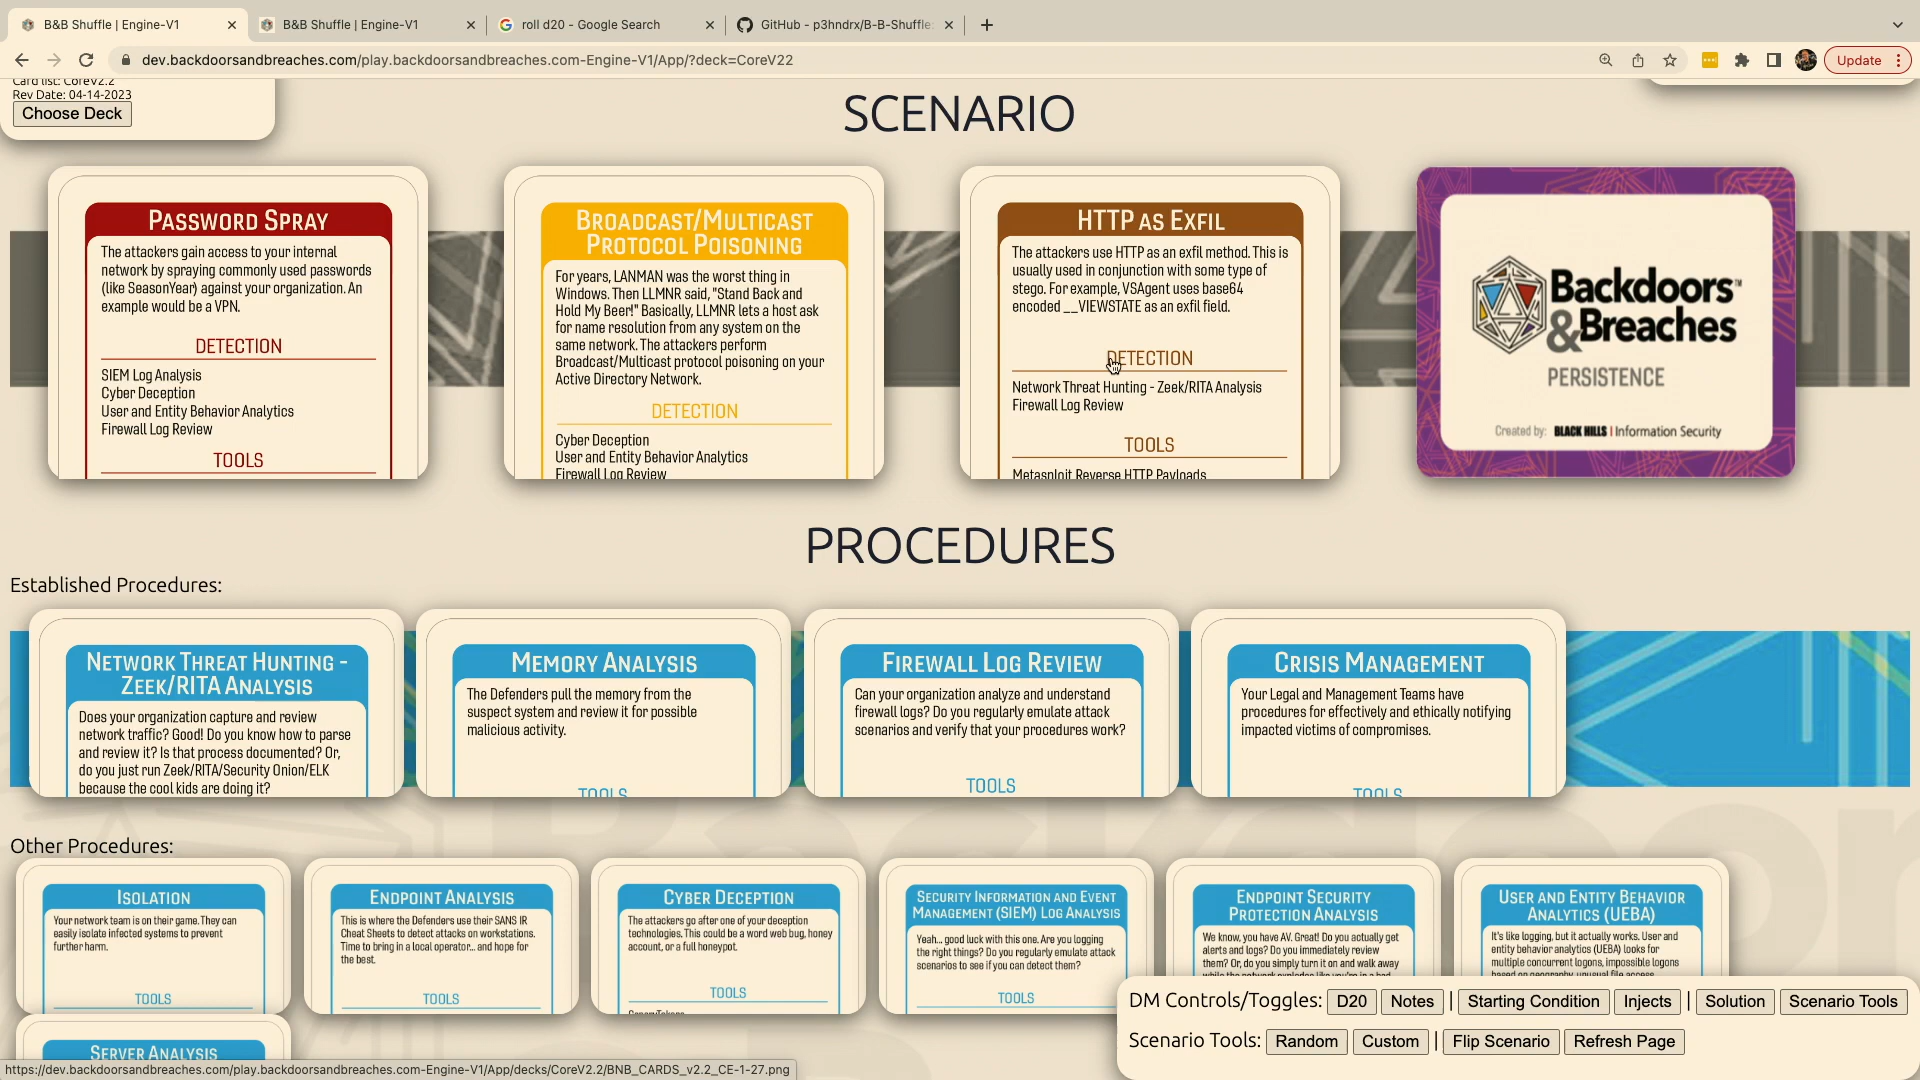 B&B Shuffle | Engine-V1
B&B Shuffle | Engine-V1
roll d20 - Google Search
GitHub - p3hndrx/B-B-Shuffle:
dev.backdoorsandbreaches.com/play.backdoorsandbreaches.com-Engine-V1/App/?deck=CoreV22
Update
Card list: CoreV2.2
Rev Date: 04-14-2023
Choose Deck
SCENARIO
PASSWORD SPRAY
The attackers gain access to your internal
network by spraying commonly used passwords
(like SeasonYear) against your organization. An
example would be a VPN.
DETECTION
SIEM Log Analysis
Cyber Deception
User and Entity Behavior Analytics
Firewall Log Review
TOOLS
BROADCAST/MULTICAST
PROTOCOL POISONING
For years, LANMAN was the worst thing in
Windows. Then LLMNR said, "Stand Back and
Hold My Beer!" Basically, LLMNR lets a host ask
for name resolution from any system on the
same network. The attackers perform
Broadcast/Multicast protocol poisoning on your
Active Directory Network.
DETECTION
Cyber Deception
User and Entity Behavior Analytics
Firewall Log Review
HTTP AS EXFIL
The attackers use HTTP as an exfil method. This is
usually used in conjunction with some type of
stego. For example, VSAgent uses base64
encoded __VIEWSTATE as an exfil field.
DETECTION
Network Threat Hunting - Zeek/RITA Analysis
Firewall Log Review
TOOLS
Metasploit Reverse HTTP Payloads
Backdoors™
&Breaches
PERSISTENCE
Created by: BLACK HILLS | Information Security
PROCEDURES
Established Procedures:
NETWORK THREAT HUNTING -
ZEEK/RITA ANALYSIS
Does your organization capture and review
network traffic? Good! Do you know how to parse
and review it? Is that process documented? Or,
do you just run Zeek/RITA/Security Onion/ELK
because the cool kids are doing it?
MEMORY ANALYSIS
The Defenders pull the memory from the
suspect system and review it for possible
malicious activity.
TOOLS
FIREWALL LOG REVIEW
Can your organization analyze and understand
firewall logs? Do you regularly emulate attack
scenarios and verify that your procedures work?
TOOLS
CRISIS MANAGEMENT
Your Legal and Management Teams have
procedures for effectively and ethically notifying
impacted victims of compromises.
TOOLS
Other Procedures:
ISOLATION
Your network team is on their game. They can
easily isolate infected systems to prevent
further harm.
TOOLS
ENDPOINT ANALYSIS
This is where the Defenders use their SANS IR
Cheat Sheets to detect attacks on workstations.
Time to bring in a local operator... and hope for
the best.
TOOLS
CYBER DECEPTION
The attackers go after one of your deception
technologies. This could be a word web bug, honey
account, or a full honeypot.
TOOLS
SECURITY INFORMATION AND EVENT
MANAGEMENT (SIEM) LOG ANALYSIS
Yeah... good luck with this one. Are you logging
the right things? Do you regularly emulate attack
scenarios to see if you can detect them?
TOOLS
ENDPOINT SECURITY
PROTECTION ANALYSIS
We know, you have AV. Great! Do you actually get
alerts and logs? Do you immediately review
them? Or, do you simply turn it on and walk away
USER AND ENTITY BEHAVIOR
ANALYTICS (UEBA)
It's like logging, but it actually works. User and
entity behavior analytics (UEBA) looks for
multiple concurrent logons, impossible logons
based on geography, unusual file access,
SERVER ANALYSIS
DM Controls/Toggles: D20 Notes | Starting Condition Injects | Solution Scenario Tools
Scenario Tools: Random Custom | Flip Scenario Refresh Page
https://dev.backdoorsandbreaches.com/play.backdoorsandbreaches.com-Engine-V1/App/decks/CoreV2.2/BNB_CARDS_v2.2_CE-1-27.png